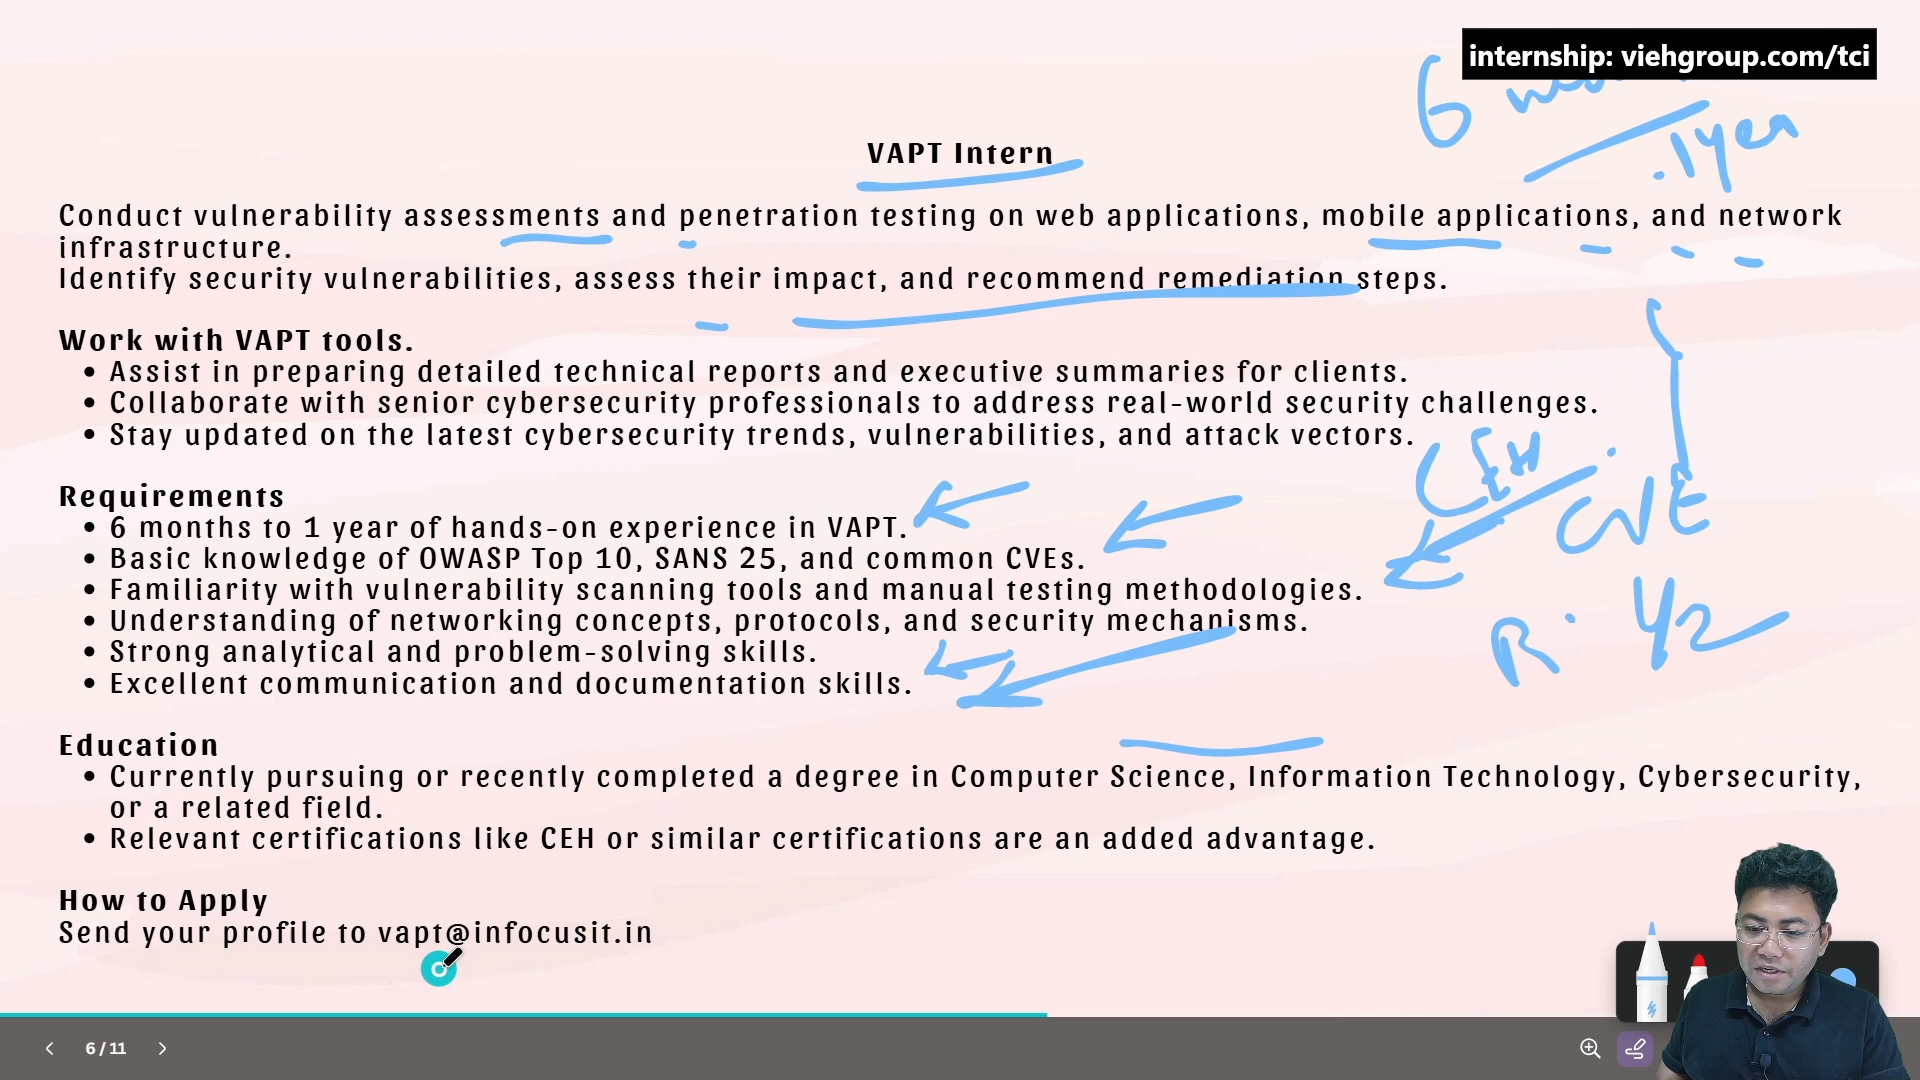 internship: viehgroup.com/tci
6
.1 year
VAPT Intern
Conduct vulnerability assessments and penetration testing on web applications, mobile applications, and network
infrastructure.
Identify security vulnerabilities, assess their impact, and recommend remediation steps.
Work with VAPT tools.
• Assist in preparing detailed technical reports and executive summaries for clients.
• Collaborate with senior cybersecurity professionals to address real-world security challenges.
• Stay updated on the latest cybersecurity trends, vulnerabilities, and attack vectors.
CEH
CVE
Requirements
• 6 months to 1 year of hands-on experience in VAPT.
• Basic knowledge of OWASP Top 10, SANS 25, and common CVEs.
• Familiarity with vulnerability scanning tools and manual testing methodologies.
• Understanding of networking concepts, protocols, and security mechanisms.
• Strong analytical and problem-solving skills.
• Excellent communication and documentation skills.
Education
• Currently pursuing or recently completed a degree in Computer Science, Information Technology, Cybersecurity,
or a related field.
• Relevant certifications like CEH or similar certifications are an added advantage.
How to Apply
Send your profile to vapt@infocusit.in
6 / 11